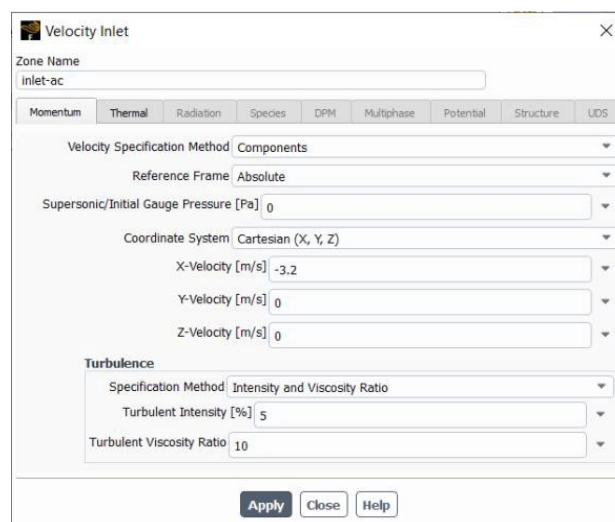 Velocity Inlet
Zone Name
inlet-ac
Momentum Thermal Radiation Species DPM Multiphase Potential Structure UDS
Velocity Specification Method Components
Reference Frame Absolute
Supersonic/Initial Gauge Pressure [Pa] 0
Coordinate System Cartesian (X, Y, Z)
X-Velocity [m/s] -3.2
Y-Velocity [m/s] 0
Z-Velocity [m/s] 0
Turbulence
Specification Method Intensity and Viscosity Ratio
Turbulent Intensity [%] 5
Turbulent Viscosity Ratio 10
Apply Close Help